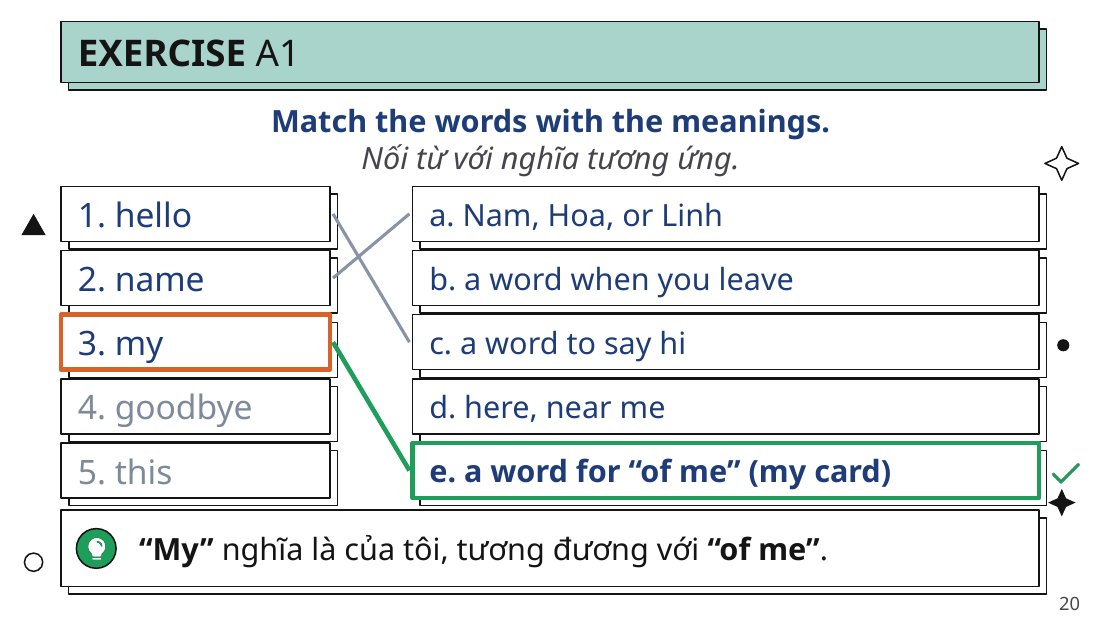 EXERCISE A1
Match the words with the meanings.
Nối từ với nghĩa tương ứng.
1. hello
a. Nam, Hoa, or Linh
2. name
b. a word when you leave
3. my
c. a word to say hi
4. goodbye
d. here, near me
5. this
e. a word for “of me” (my card)
“My” nghĩa là của tôi, tương đương với “of me”.
20